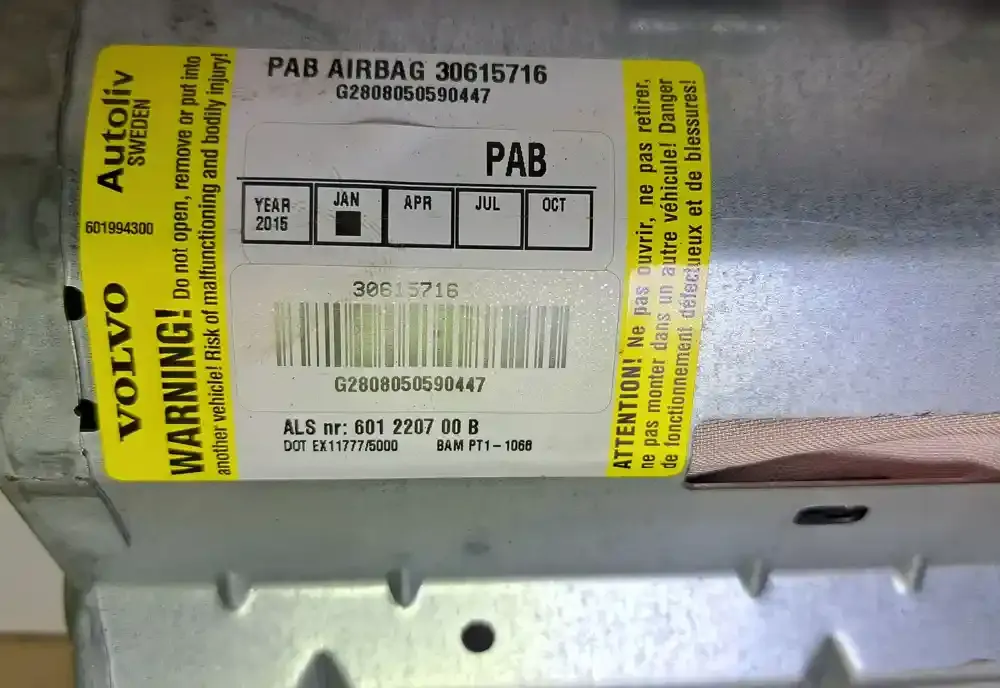 Autoliv
SWEDEN
601994300
VOLVO
WARNING! Do not open, remove or put into
another vehicle! Risk of malfunctioning and bodily injury!
PAB AIRBAG 30615716
G2808050590447
PAB
YEAR
2015
JAN
APR
JUL
OCT
30615716
G2808050590447
ALS nr: 601 2207 00 B
DOT EX11777/5000 BAM PT1-1068
ATTENTION! Ne pas ouvrir, ne pas retirer,
ne pas monter dans un autre véhicule! Danger
de fonctionnement défectueux et de blessures!